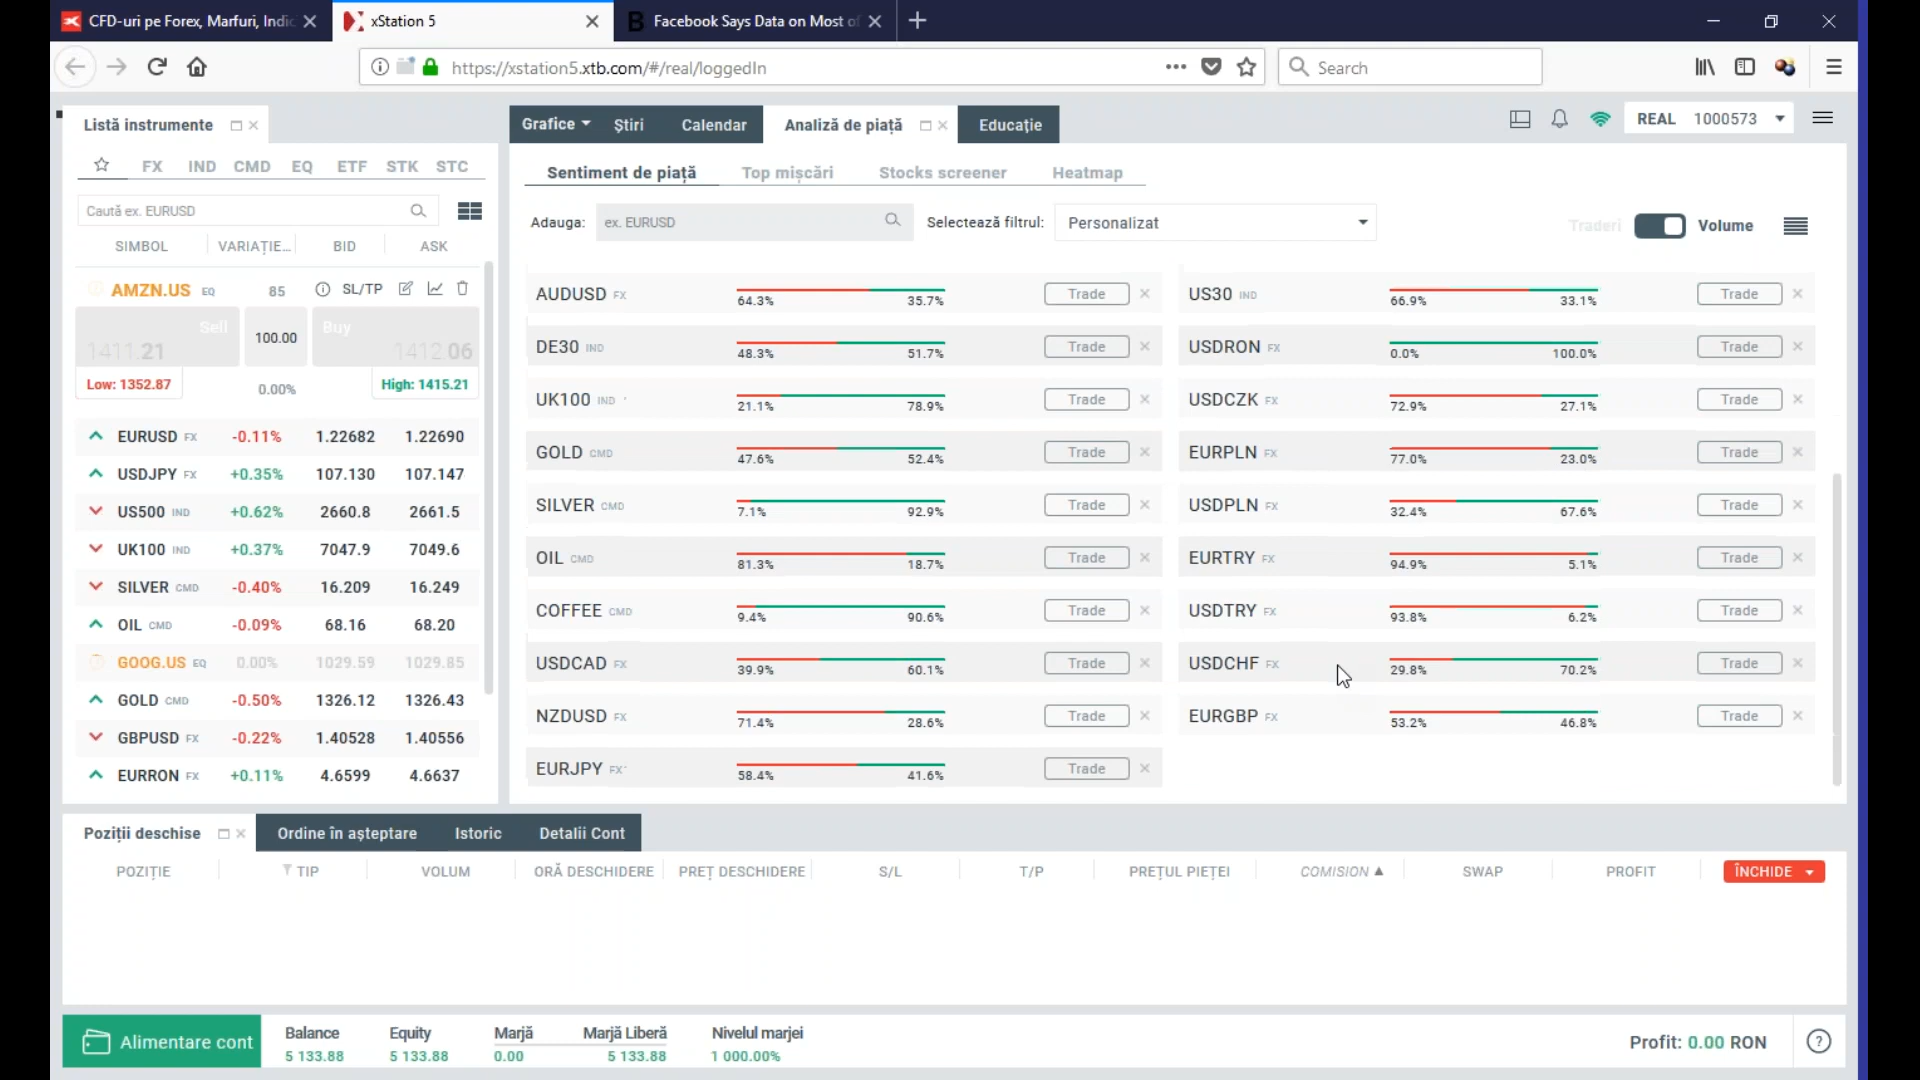 CFD-uri pe Forex, Marfuri, Indic
xStation 5
Facebook Says Data on Most of
https://xstation5.xtb.com/#/real/loggedIn
Search
Listă instrumente
Grafice
Știri
Calendar
Analiză de piață
Educație
REAL 1000573
FX IND CMD EQ ETF STK STC
Sentiment de piață
Top mișcări
Stocks screener
Heatmap
Caută ex. EURUSD
Adauga:
ex. EURUSD
Selectează filtrul:
Personalizat
Traderi
Volume
SIMBOL VARIAȚIE... BID ASK
AMZN.US EQ 85 SL/TP
Sell
1411.21
100.00
Buy
1412.06
Low: 1352.87
0.00%
High: 1415.21
EURUSD FX -0.11% 1.22682 1.22690
USDJPY FX +0.35% 107.130 107.147
US500 IND +0.62% 2660.8 2661.5
UK100 IND +0.37% 7047.9 7049.6
SILVER CMD -0.40% 16.209 16.249
OIL CMD -0.09% 68.16 68.20
GOOG.US EQ 0.00% 1029.59 1029.85
GOLD CMD -0.50% 1326.12 1326.43
GBPUSD FX -0.22% 1.40528 1.40556
EURRON FX +0.11% 4.6599 4.6637
AUDUSD FX 64.3% 35.7% Trade
DE30 IND 48.3% 51.7% Trade
UK100 IND 21.1% 78.9% Trade
GOLD CMD 47.6% 52.4% Trade
SILVER CMD 7.1% 92.9% Trade
OIL CMD 81.3% 18.7% Trade
COFFEE CMD 9.4% 90.6% Trade
USDCAD FX 39.9% 60.1% Trade
NZDUSD FX 71.4% 28.6% Trade
EURJPY FX 58.4% 41.6% Trade
US30 IND 66.9% 33.1% Trade
USDRON FX 0.0% 100.0% Trade
USDCZK FX 72.9% 27.1% Trade
EURPLN FX 77.0% 23.0% Trade
USDPLN FX 32.4% 67.6% Trade
EURTRY FX 94.9% 5.1% Trade
USDTRY FX 93.8% 6.2% Trade
USDCHF FX 29.8% 70.2% Trade
EURGBP FX 53.2% 46.8% Trade
Poziții deschise
Ordine în așteptare
Istoric
Detalii Cont
POZIȚIE TIP VOLUM ORĂ DESCHIDERE PREȚ DESCHIDERE S/L T/P PREȚUL PIEȚEI COMISION SWAP PROFIT ÎNCHIDE
Alimentare cont
Balance Equity Marjă Marjă Liberă Nivelul marjei
5 133.88 5 133.88 0.00 5 133.88 1 000.00%
Profit: 0.00 RON
?